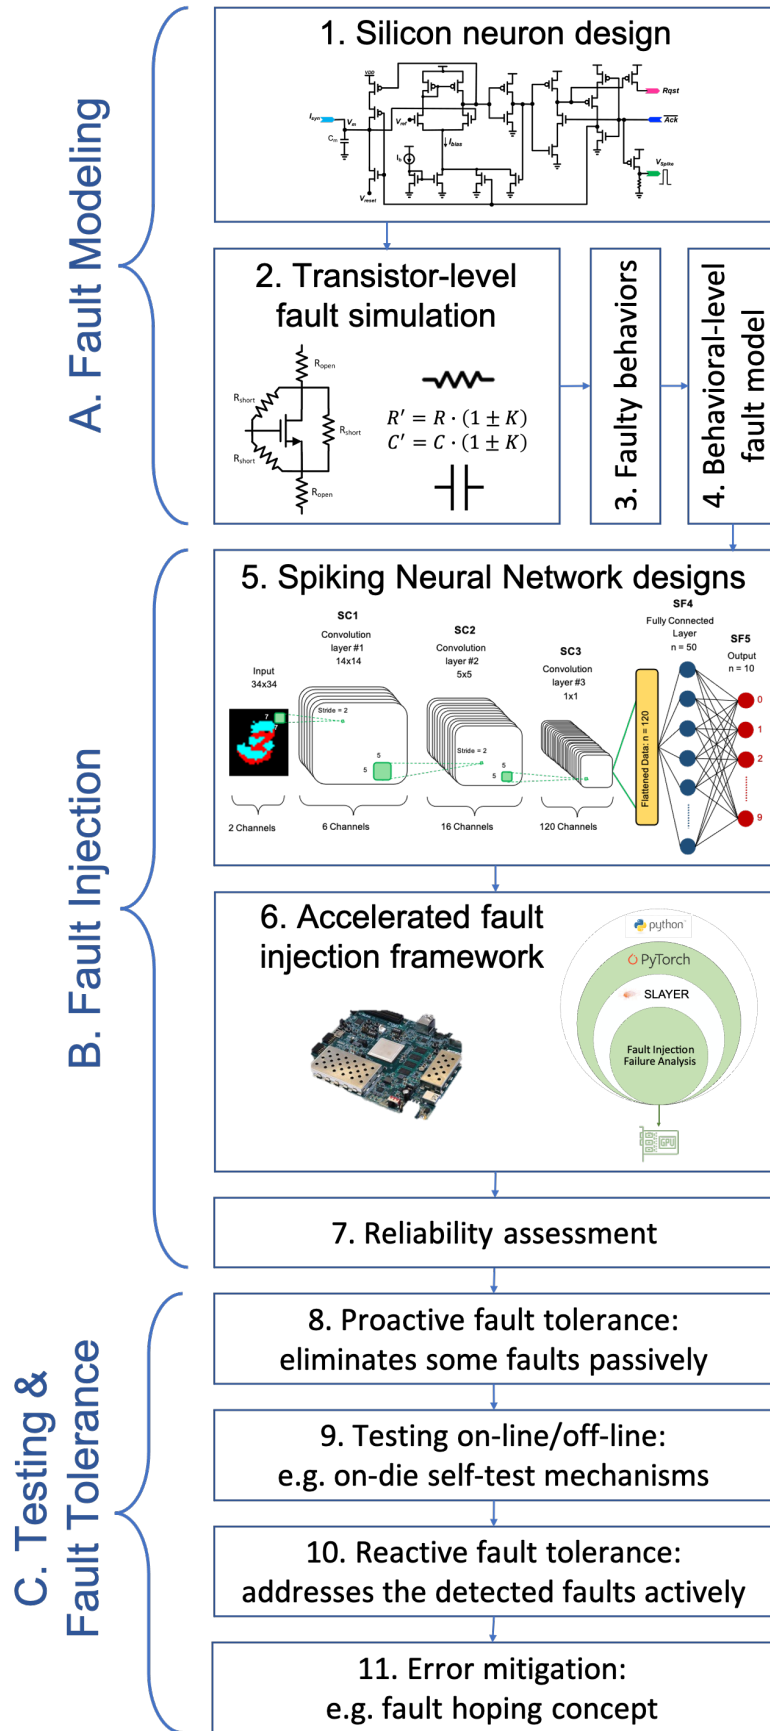 A. Fault Modeling
1. Silicon neuron design
VDD
Isyn
Vm
Cm
Vref
Ibias
Ib
Vreset
Rqst
Ack
VSpike
2. Transistor-level
fault simulation
Ropen
Rshort
Rshort
Rshort
Ropen
R′ = R · (1 ± K)
C′ = C · (1 ± K)
3. Faulty behaviors
4. Behavioral-level
fault model
B. Fault Injection
5. Spiking Neural Network designs
Input
34x34
SC1
Convolution
layer #1
14x14
SC2
Convolution
layer #2
5x5
SC3
Convolution
layer #3
1x1
SF4
Fully Connected
Layer
n = 50
SF5
Output
n = 10
7
7
Stride = 2
5
5
Stride = 2
5
5
Flattened Data: n = 120
0
1
2
9
2 Channels
6 Channels
16 Channels
120 Channels
6. Accelerated fault
injection framework
python
PyTorch
SLAYER
Fault Injection
Failure Analysis
GPU
7. Reliability assessment
C. Testing &
Fault Tolerance
8. Proactive fault tolerance:
eliminates some faults passively
9. Testing on-line/off-line:
e.g. on-die self-test mechanisms
10. Reactive fault tolerance:
addresses the detected faults actively
11. Error mitigation:
e.g. fault hoping concept